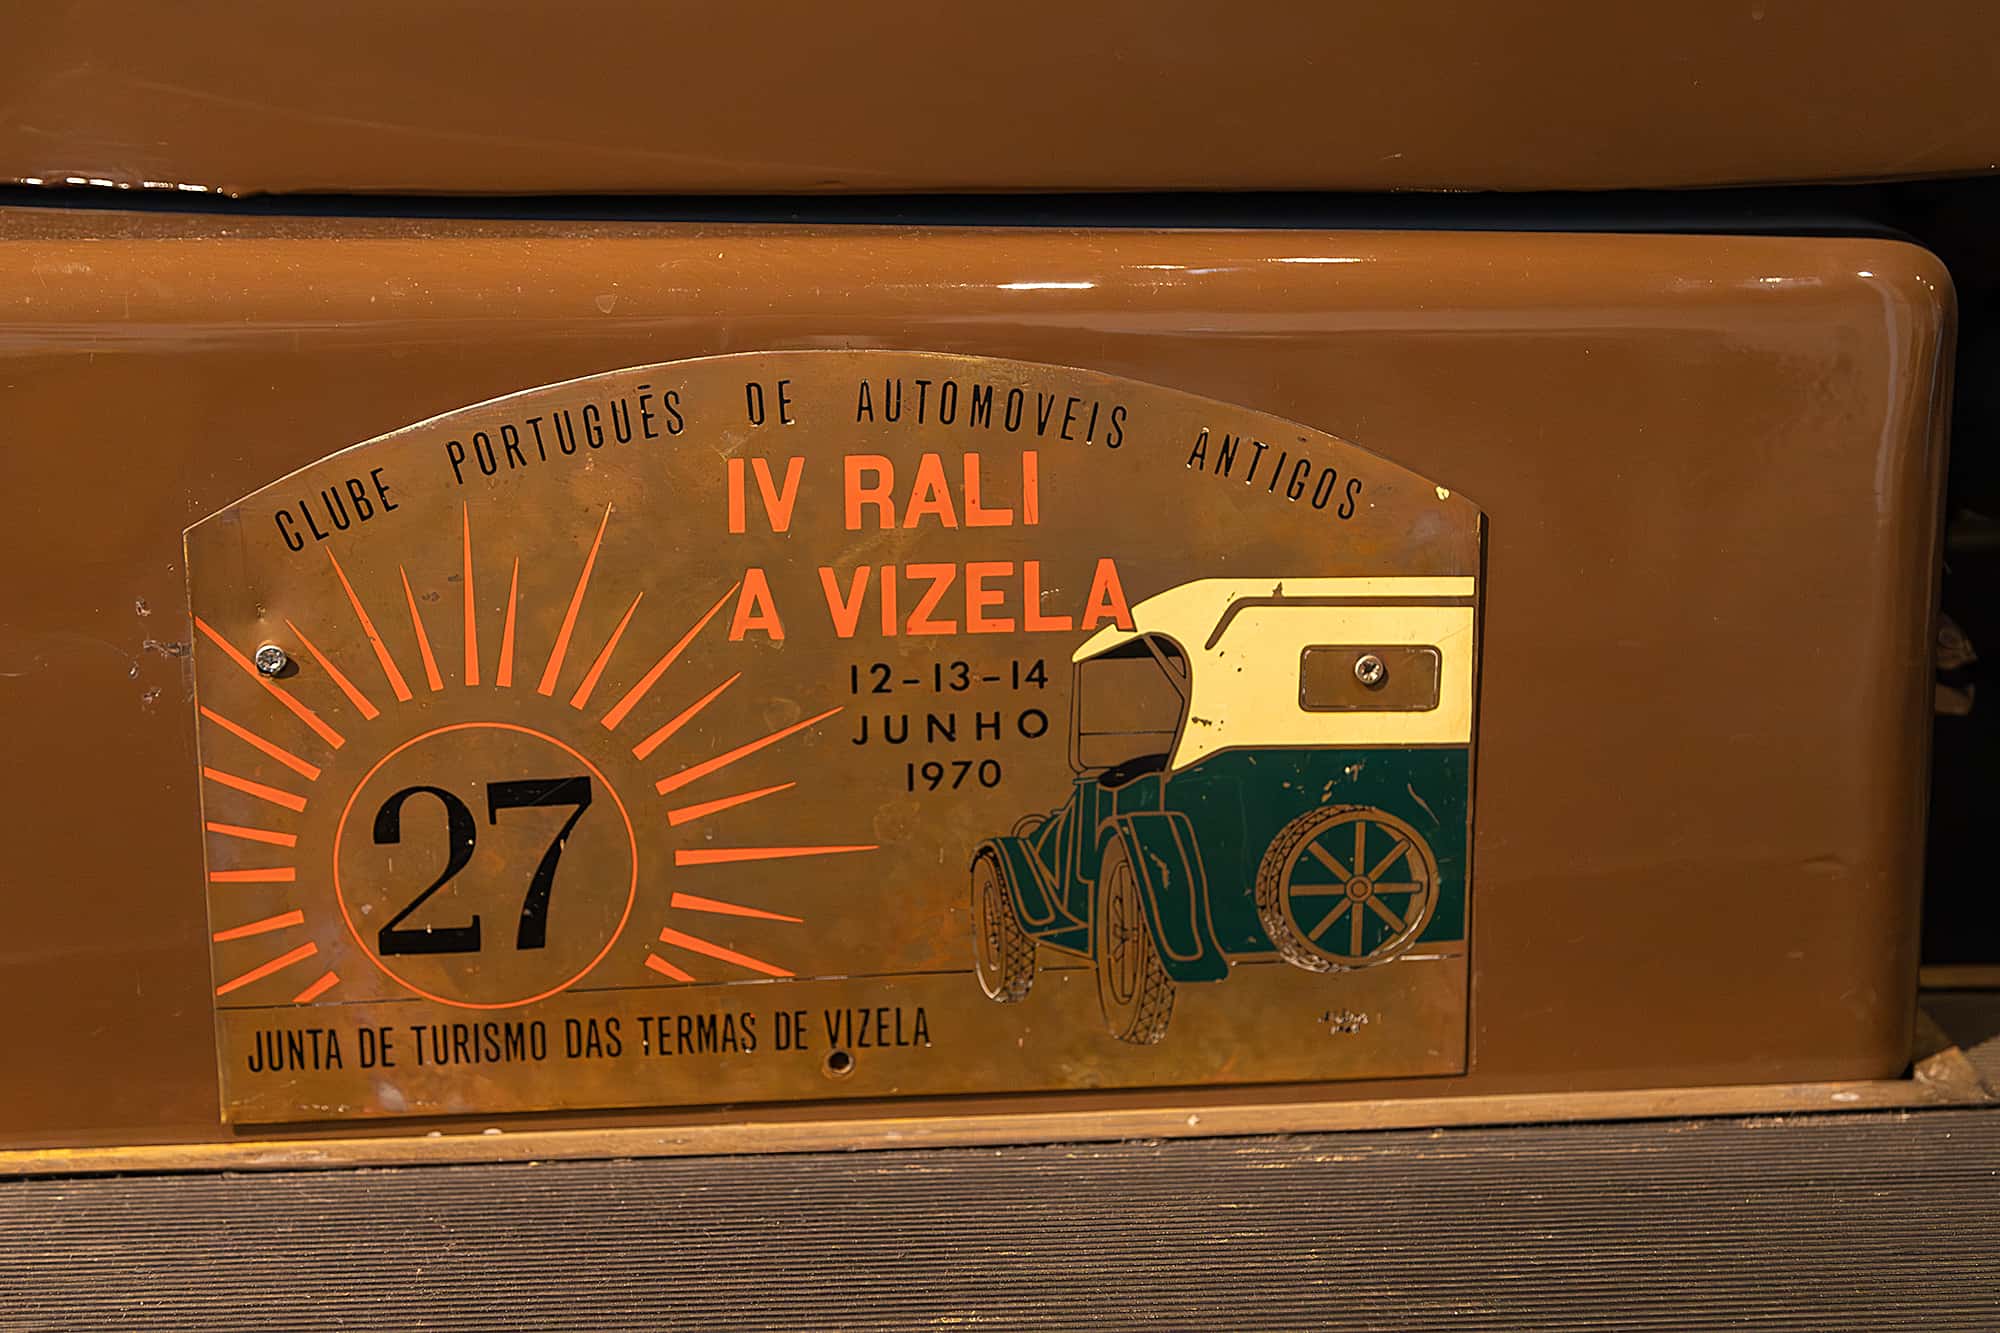 CLUBE PORTUGUÊS DE AUTOMOVEIS ANTIGOS
IV RALI
A VIZELA
12-13-14
JUNHO
1970
27
JUNTA DE TURISMO DAS TERMAS DE VIZELA